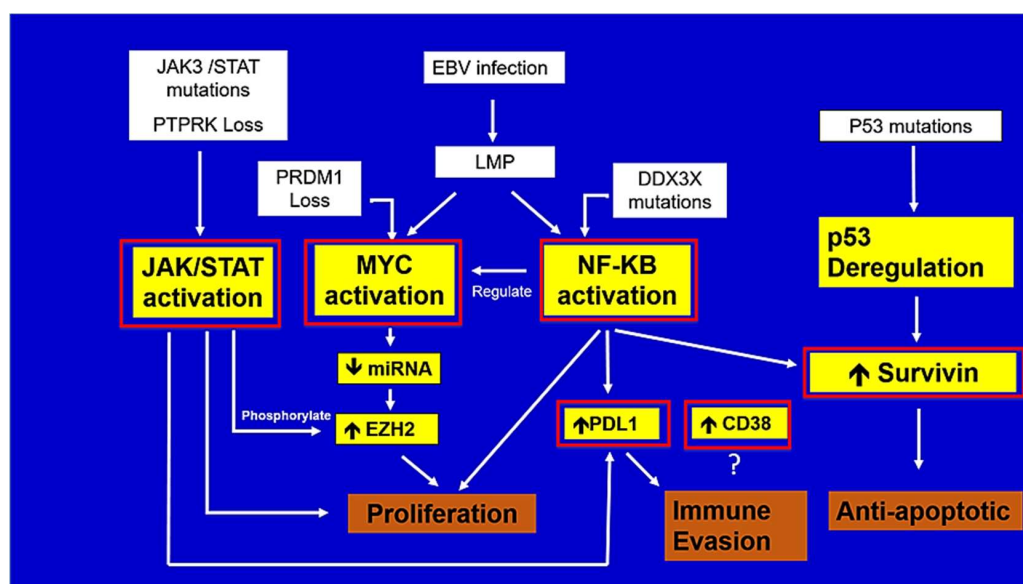 JAK3 /STAT
mutations
PTPRK Loss
EBV infection
P53 mutations
LMP
PRDM1
Loss
DDX3X
mutations
JAK/STAT
activation
MYC
activation
NF-KB
activation
p53
Deregulation
Regulate
miRNA
Survivin
Phosphorylate
EZH2
PDL1
CD38
?
Proliferation
Immune
Evasion
Anti-apoptotic